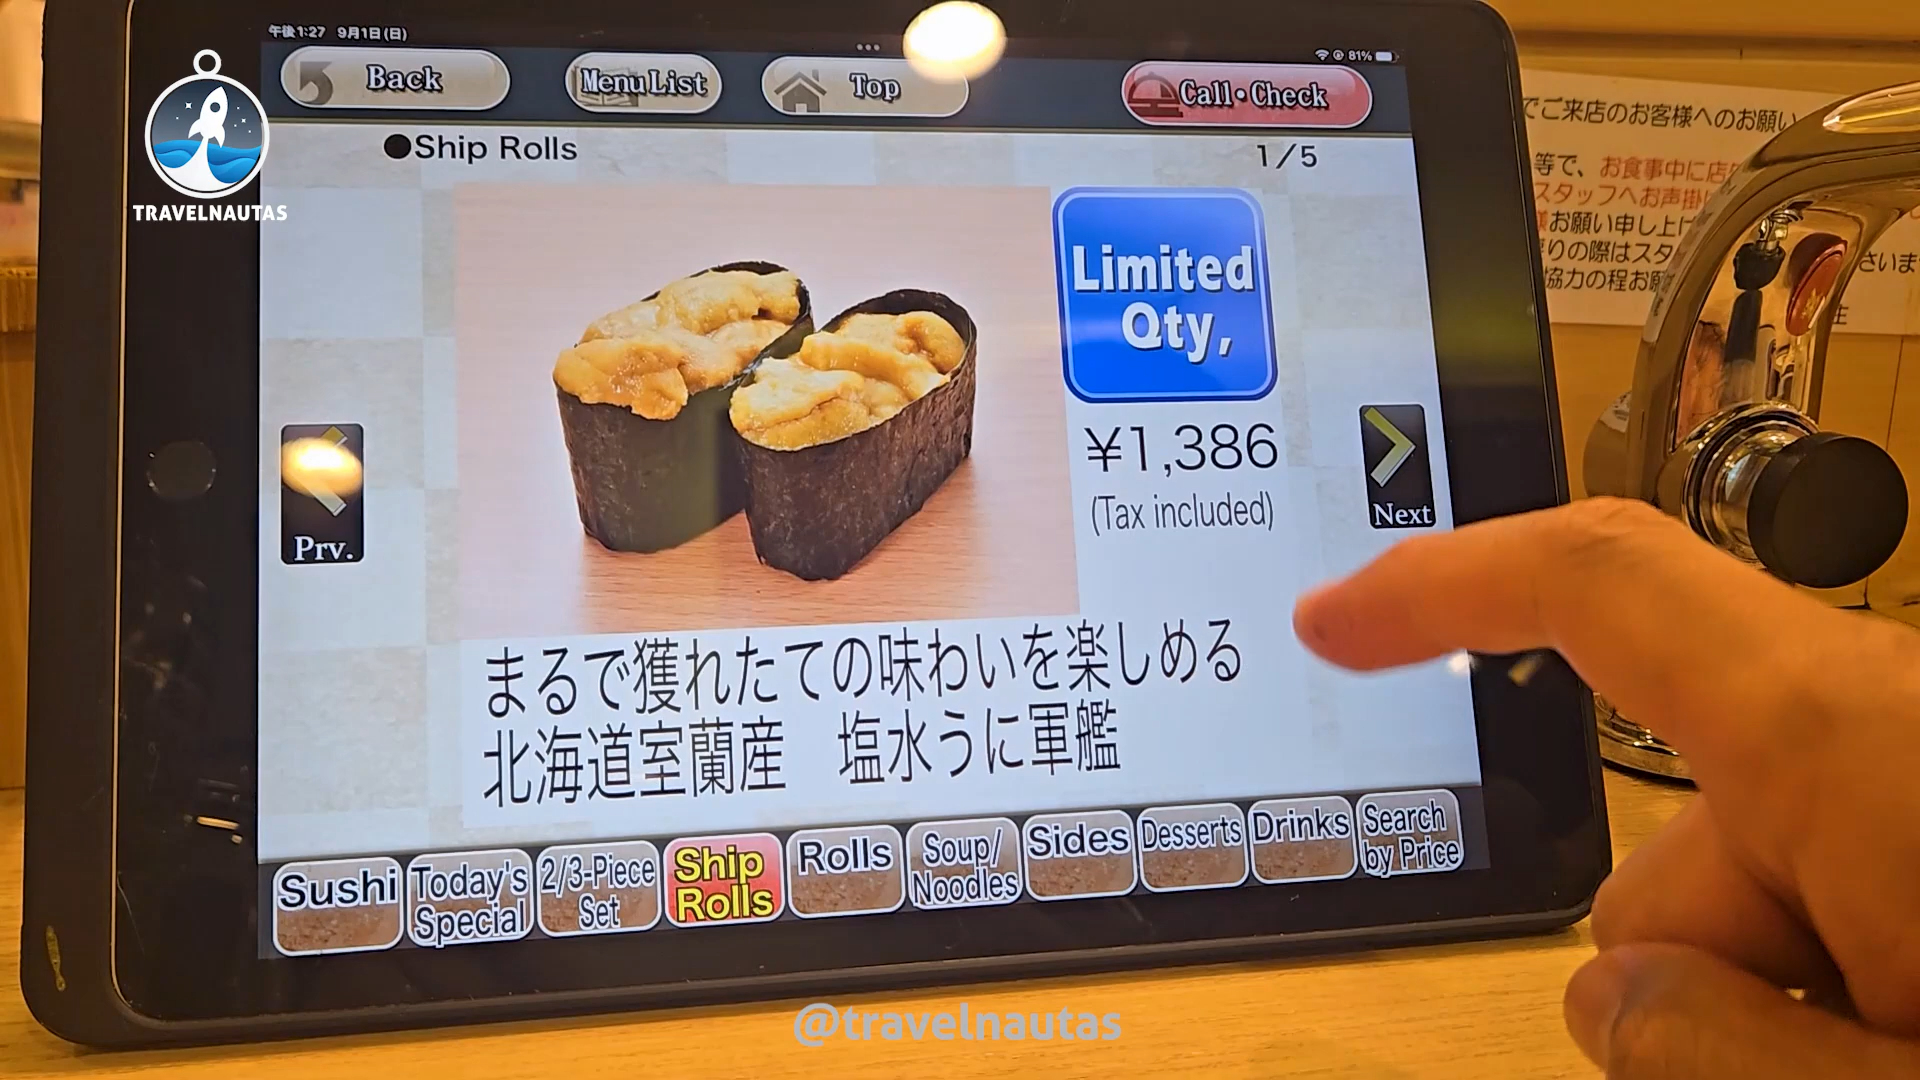 午後1:27 9月1日(日)
81%
Back
Menu List
Top
Call・Check
TRAVELNAUTAS
●Ship Rolls
1/5
Limited
Qty,
¥1,386
(Tax included)
Prv.
Next
まるで獲れたての味わいを楽しめる
北海道室蘭産 塩水うに軍艦
Sushi
Today's
Special
2/3-Piece
Set
Ship
Rolls
Rolls
Soup/
Noodles
Sides
Desserts
Drinks
Search
by Price
でご来店のお客様へのお願い
等で、お食事中に店
スタッフへお声掛
お願い申し上げ
りの際はスタ
協力の程お願
@travelnautas